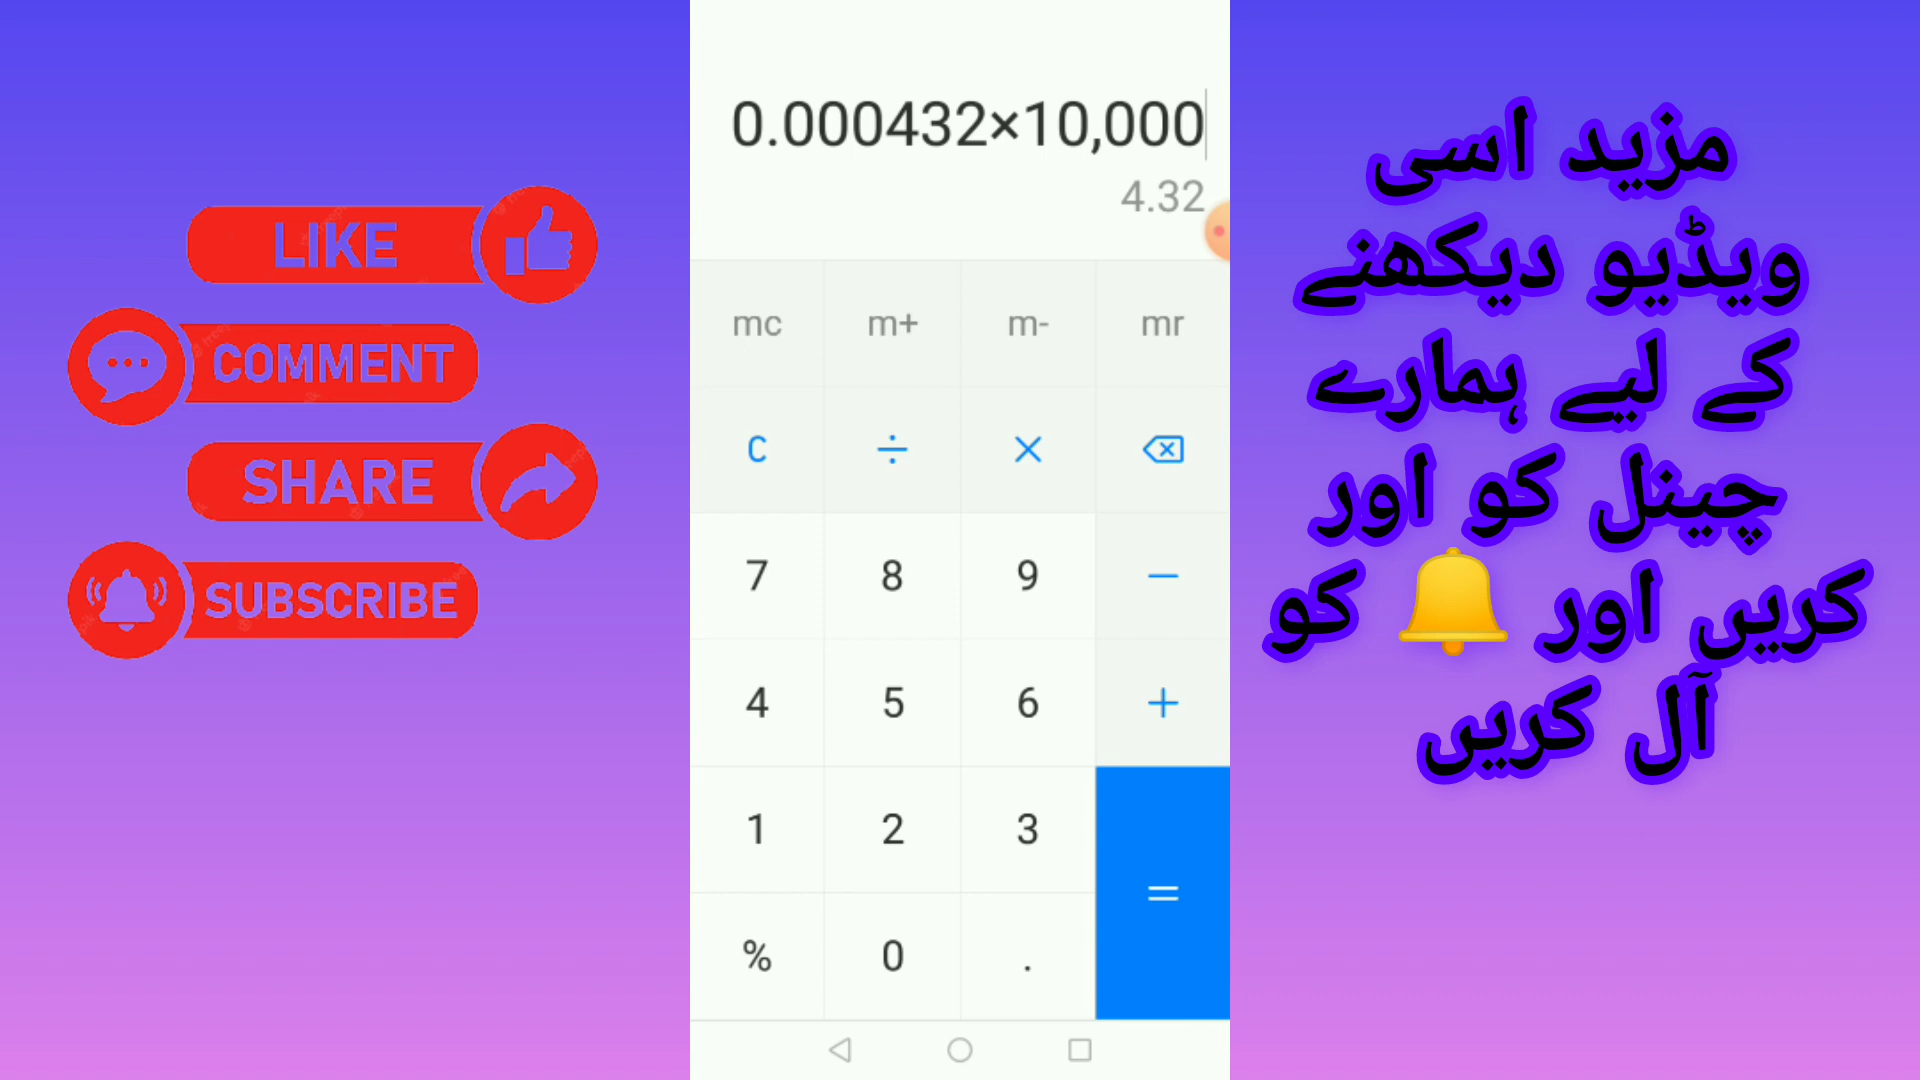 LIKE
COMMENT
SHARE
SUBSCRIBE
0.000432×10,000
4.32
mc m+ m- mr
C ÷ ×
7 8 9 −
4 5 6 +
1 2 3
=
% 0 .
مزید اسی
ویڈیو دیکھنے
کے لیے ہمارے
چینل کو اور
کریں اور 🔔 کو
آل کریں